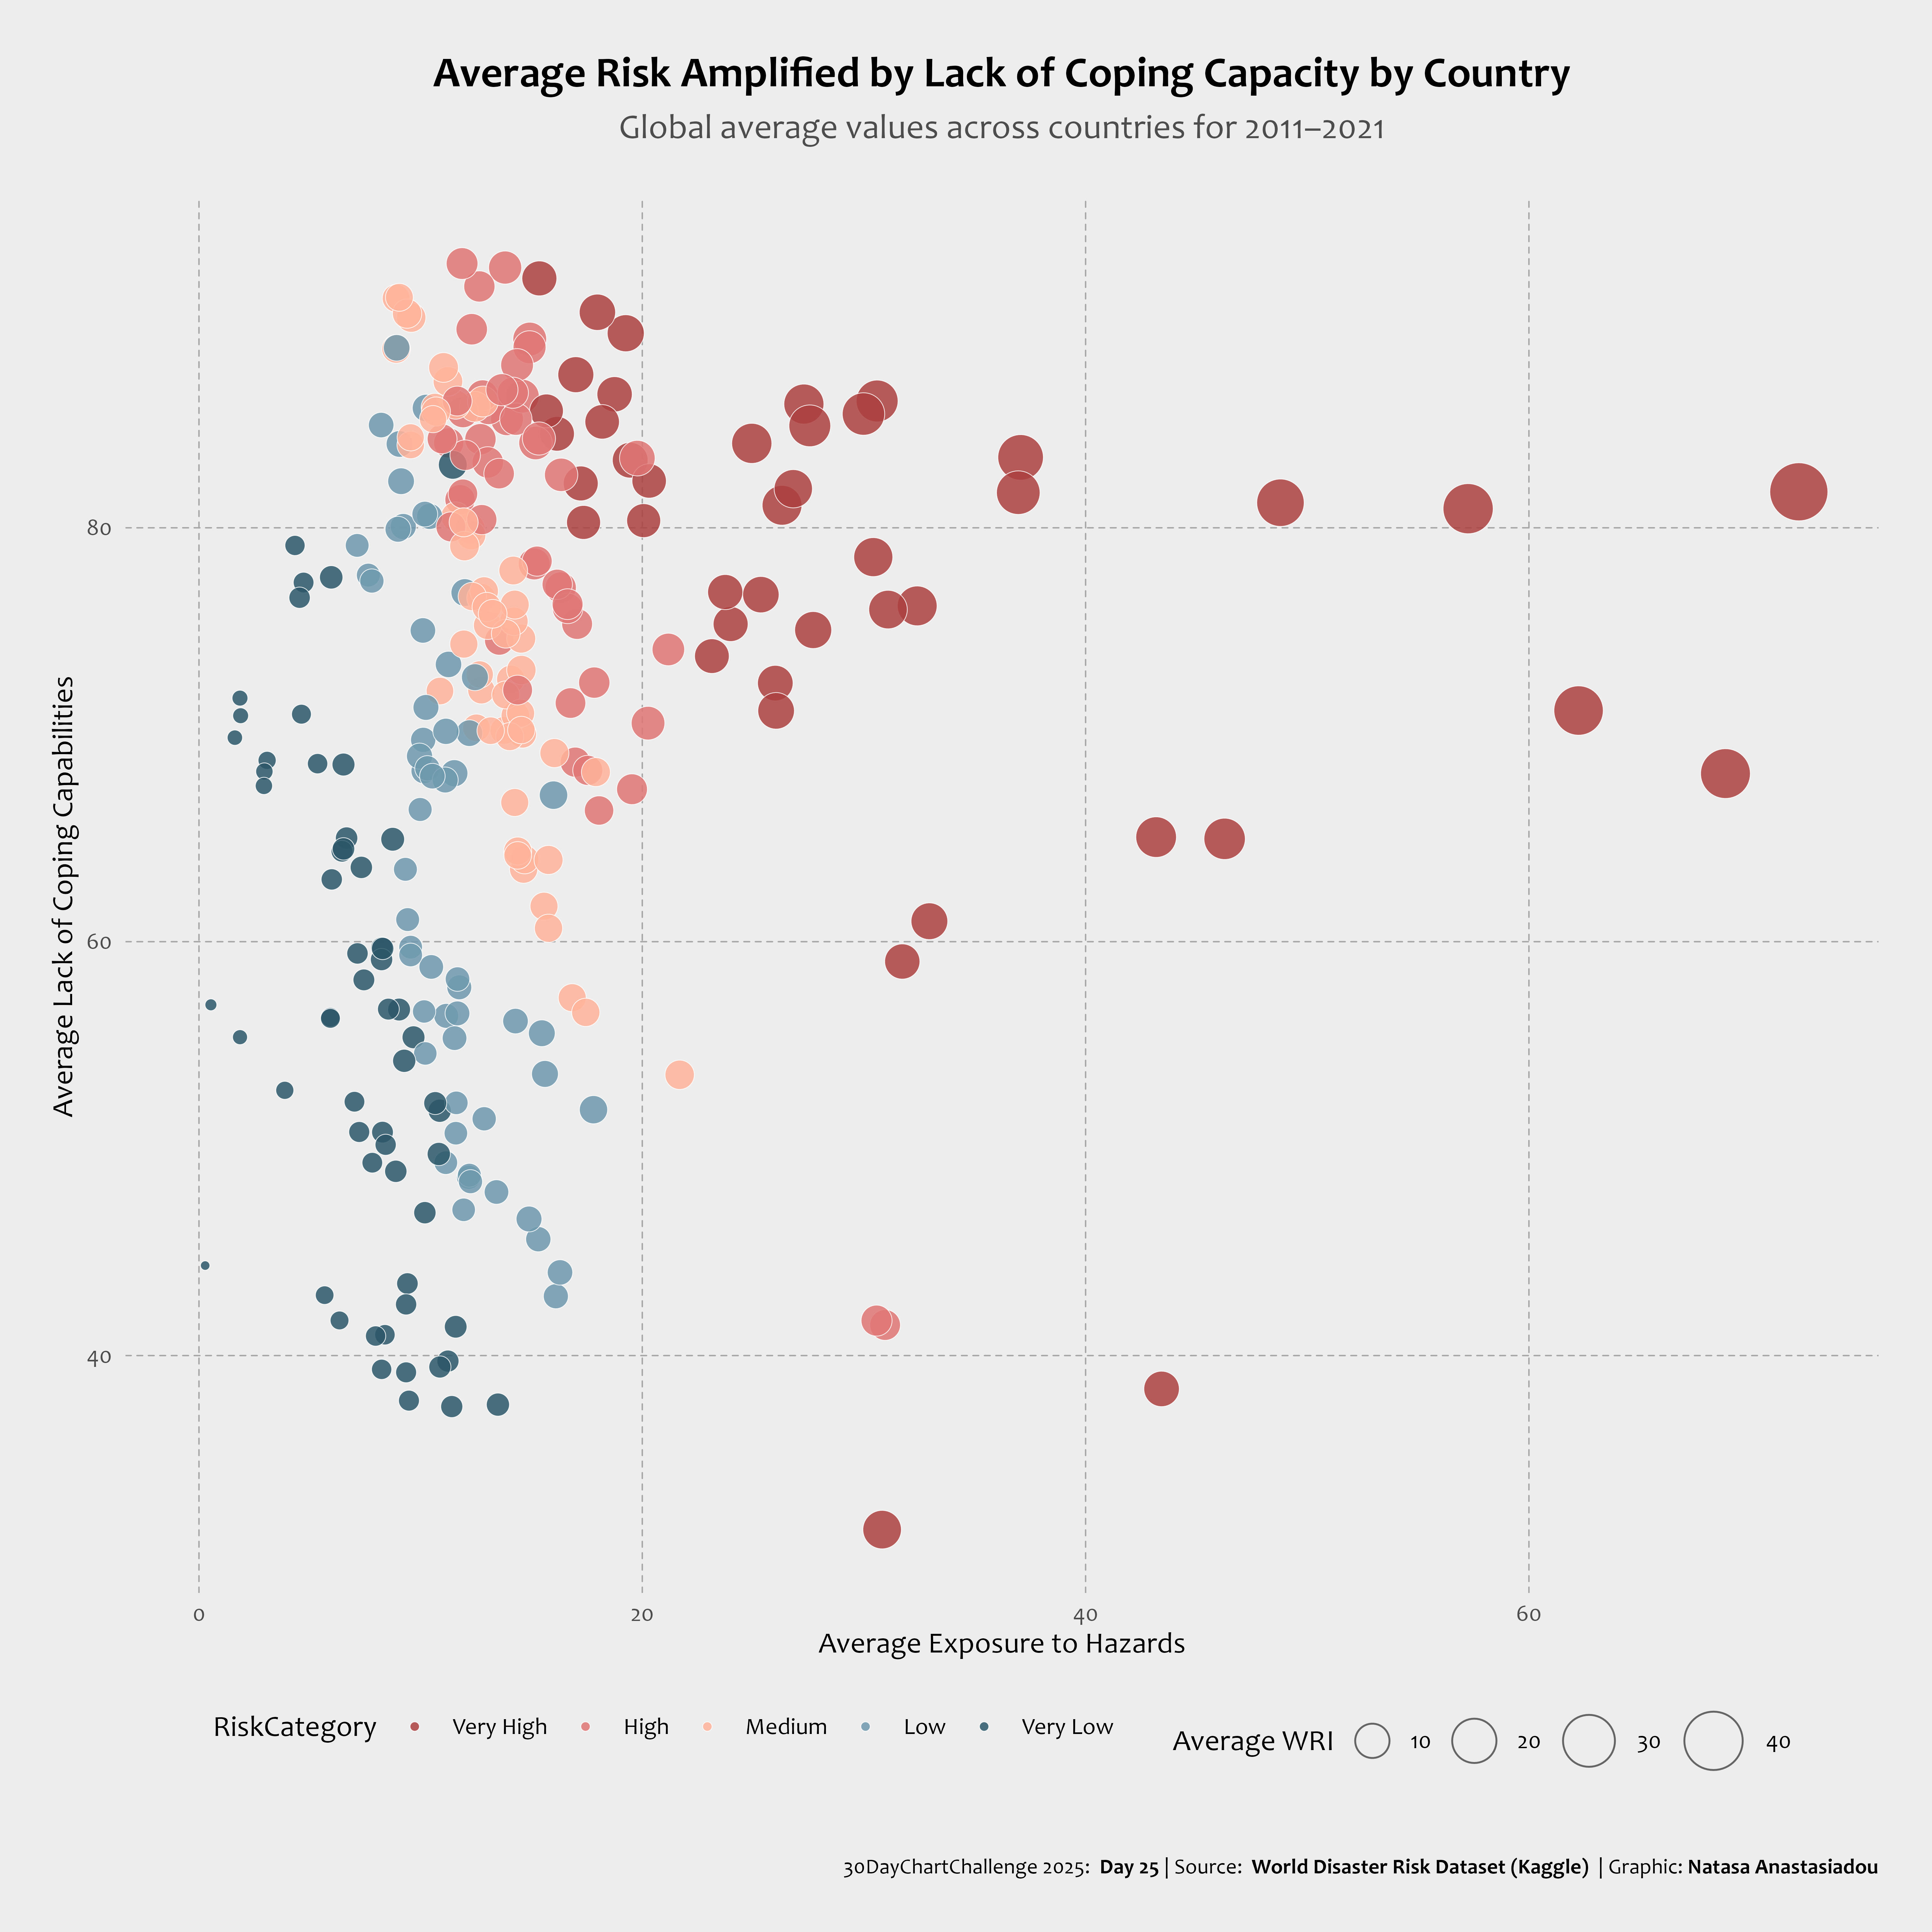 Average Risk Amplified by Lack of Coping Capacity by Country
Global average values across countries for 2011–2021
Average Lack of Coping Capabilities
80
60
40
0 20 40 60
Average Exposure to Hazards
RiskCategory Very High High Medium Low Very Low
Average WRI 10 20 30 40
30DayChartChallenge 2025: Day 25 | Source: World Disaster Risk Dataset (Kaggle) | Graphic: Natasa Anastasiadou